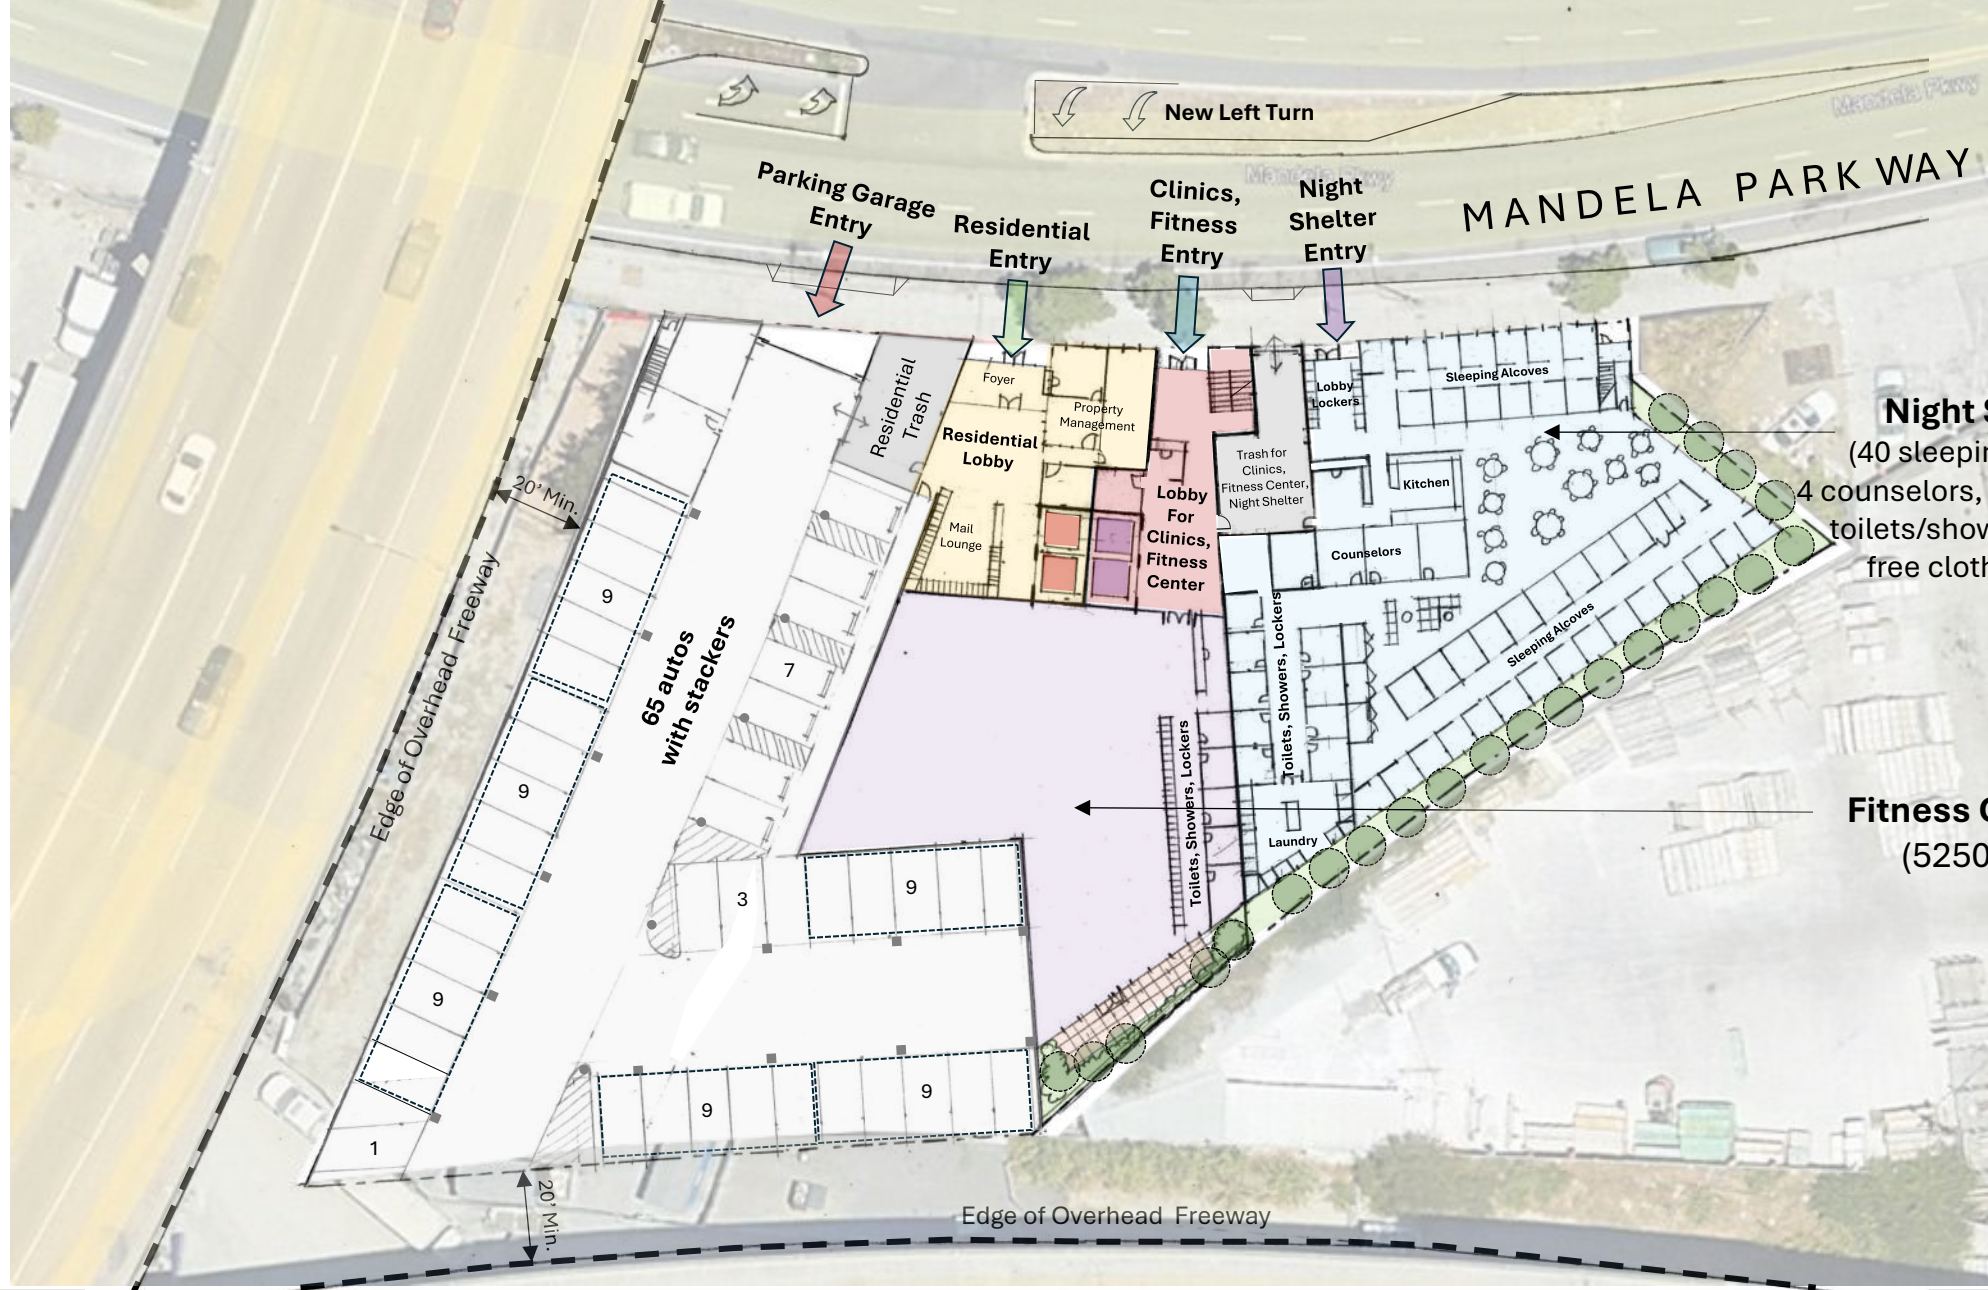 New Left Turn
Mandela Pkwy
Mandela Pkwy
MANDELA PARKWAY
Parking Garage
Entry
Residential
Entry
Clinics,
Fitness
Entry
Night
Shelter
Entry
Residential
Trash
Foyer
Residential
Lobby
Property
Management
Mail
Lounge
Lobby
For
Clinics,
Fitness
Center
Trash for
Clinics,
Fitness Center,
Night Shelter
Lobby
Lockers
Sleeping Alcoves
Kitchen
Counselors
Toilets, Showers, Lockers
Sleeping Alcoves
Toilets, Showers, Lockers
Laundry
Night S
(40 sleepin
4 counselors,
toilets/show
free cloth
Fitness C
(5250
20' Min.
Edge of Overhead Freeway
65 autos
with stackers
9
9
9
1
7
3
9
9
9
20' Min.
Edge of Overhead Freeway